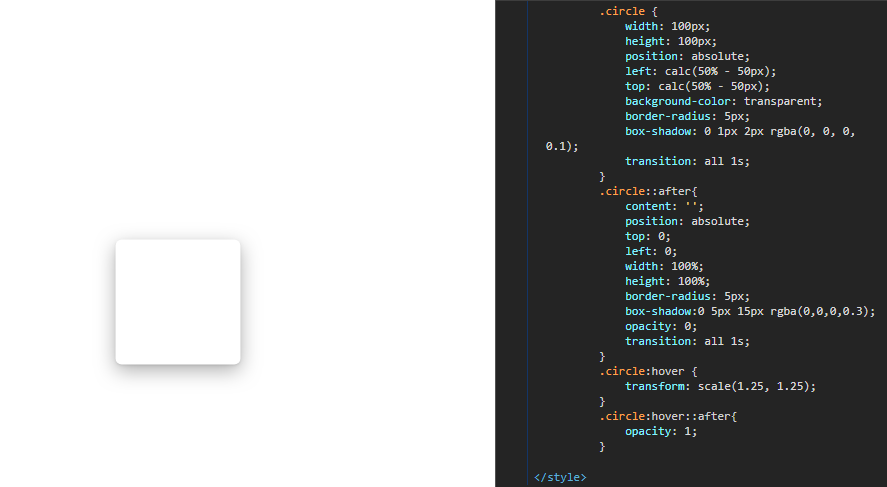 .circle {
width: 100px;
height: 100px;
position: absolute;
left: calc(50% - 50px);
top: calc(50% - 50px);
background-color: transparent;
border-radius: 5px;
box-shadow: 0 1px 2px rgba(0, 0, 0,
0.1);
transition: all 1s;
}
.circle::after{
content: '';
position: absolute;
top: 0;
left: 0;
width: 100%;
height: 100%;
border-radius: 5px;
box-shadow:0 5px 15px rgba(0,0,0,0.3);
opacity: 0;
transition: all 1s;
}
.circle:hover {
transform: scale(1.25, 1.25);
}
.circle:hover::after{
opacity: 1;
}
</style>